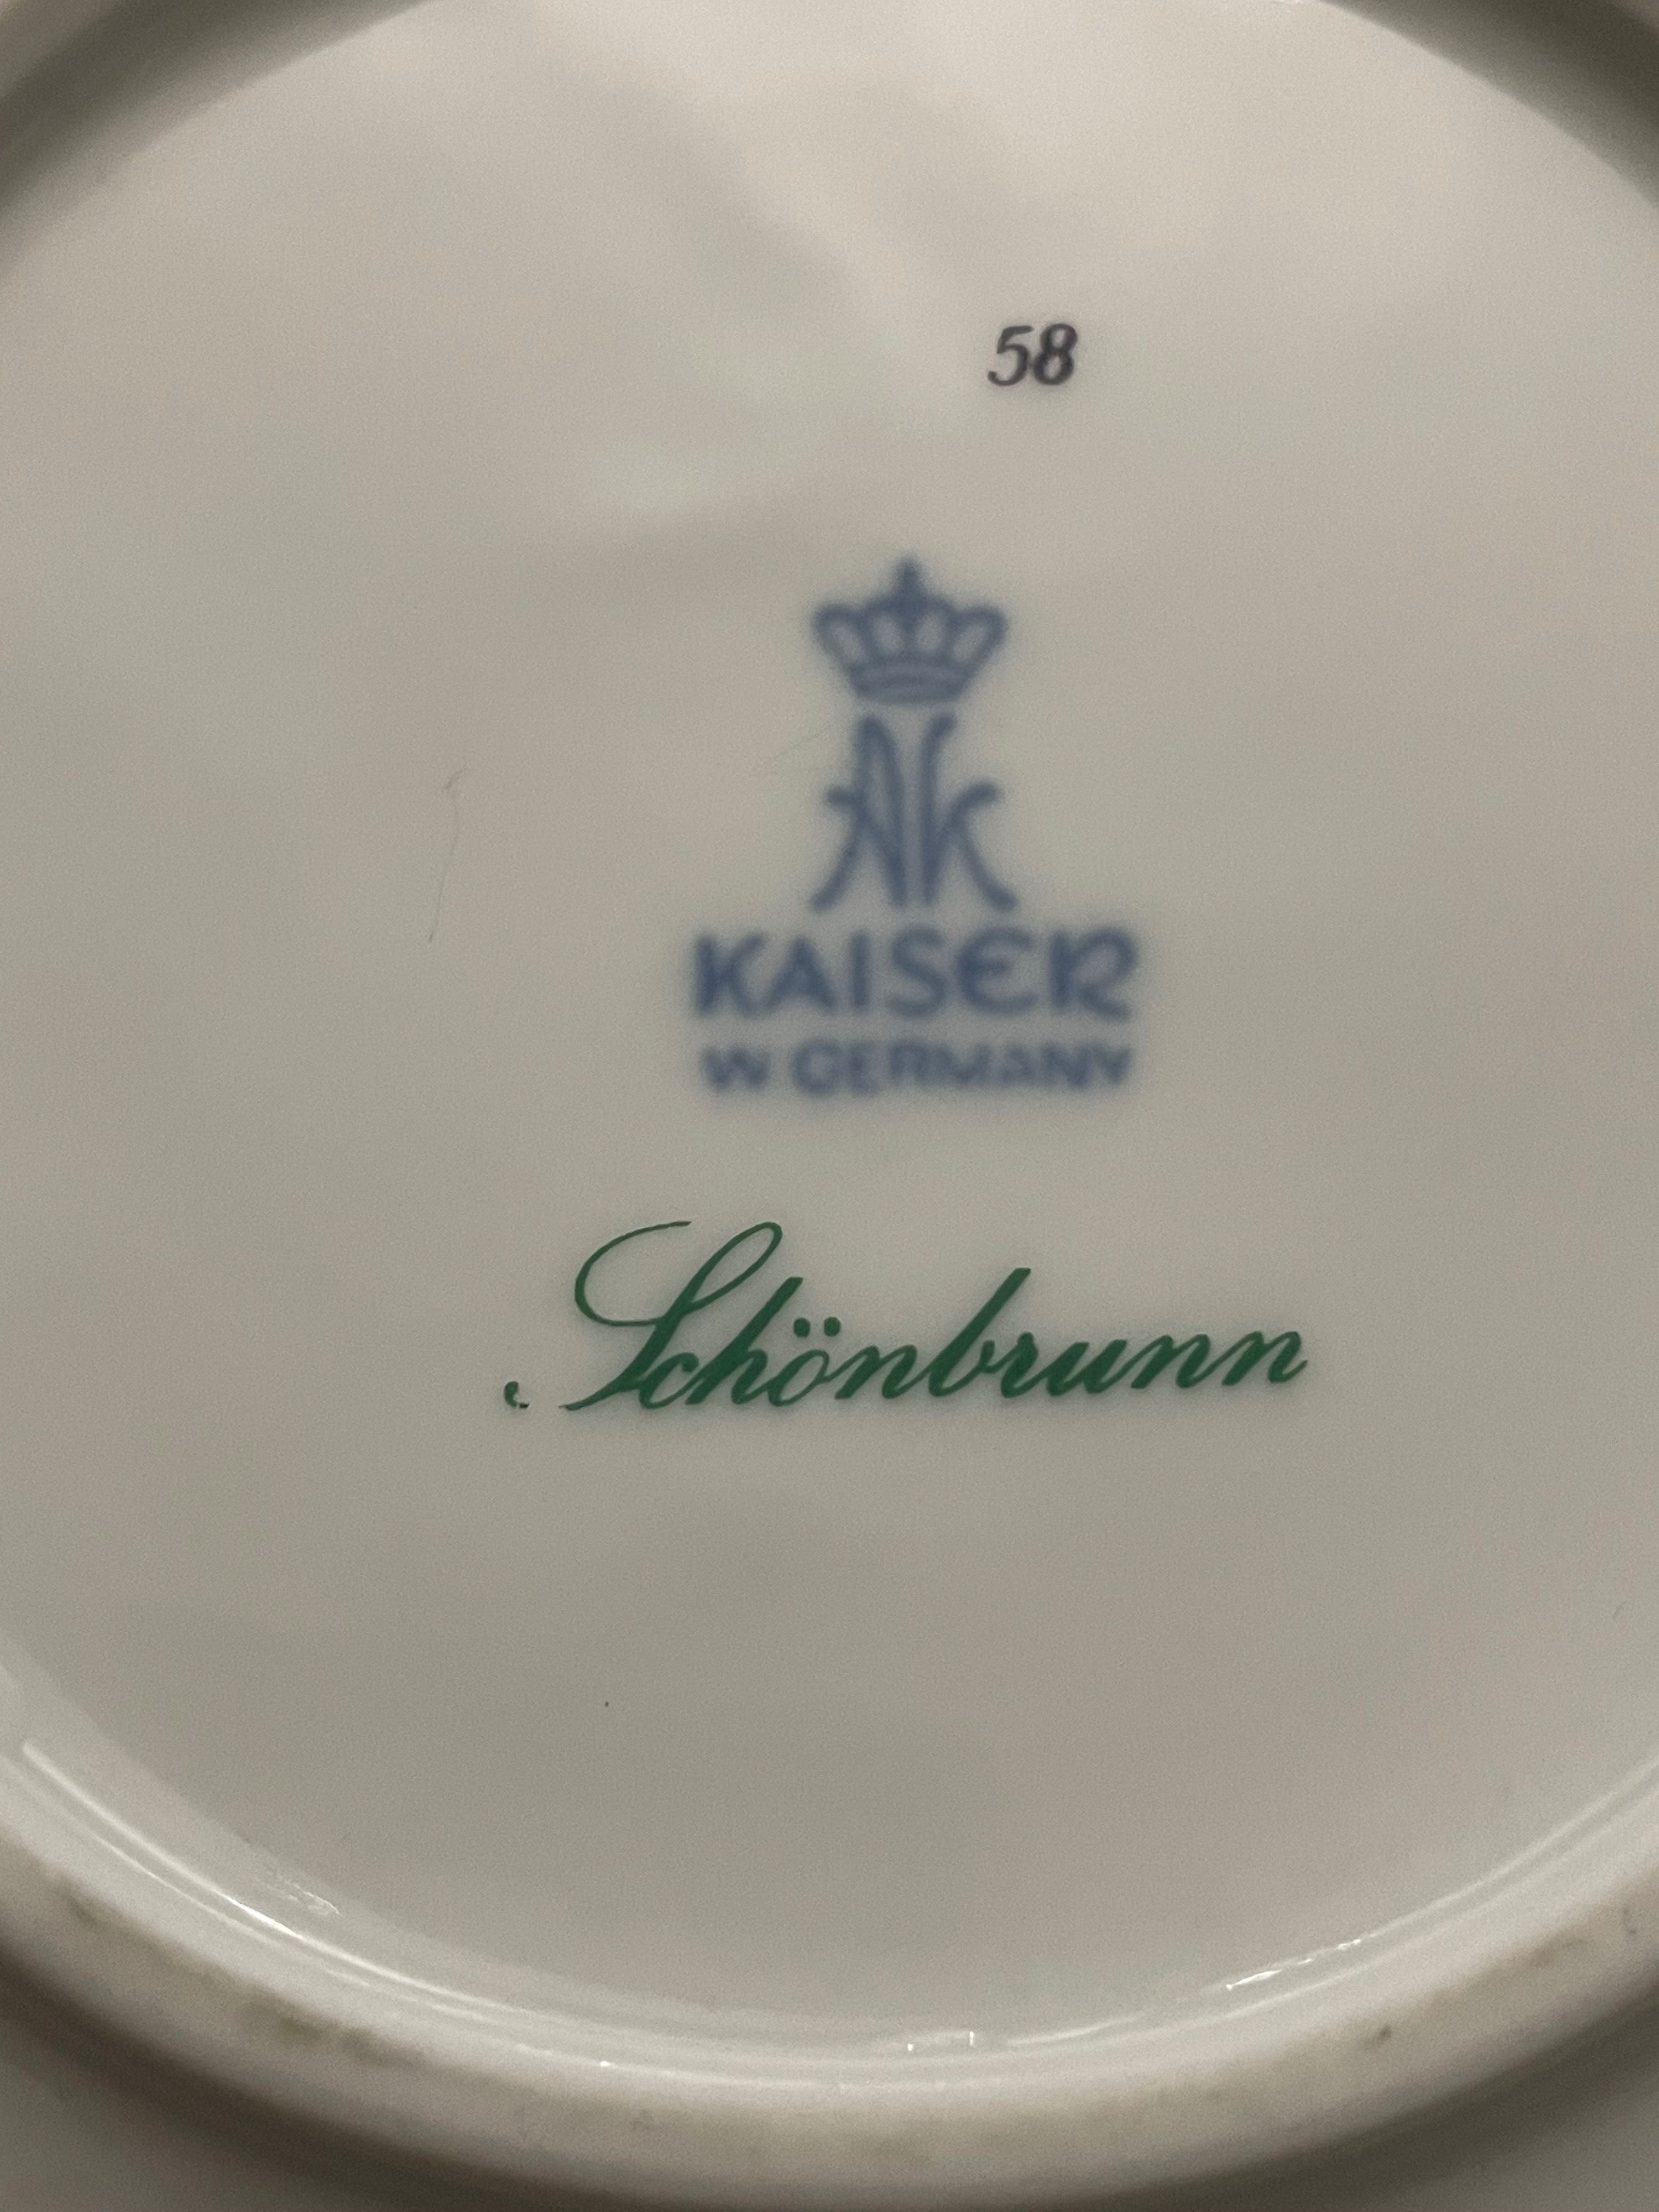 58
AK
KAISER
W. GERMANY
Schönbrunn